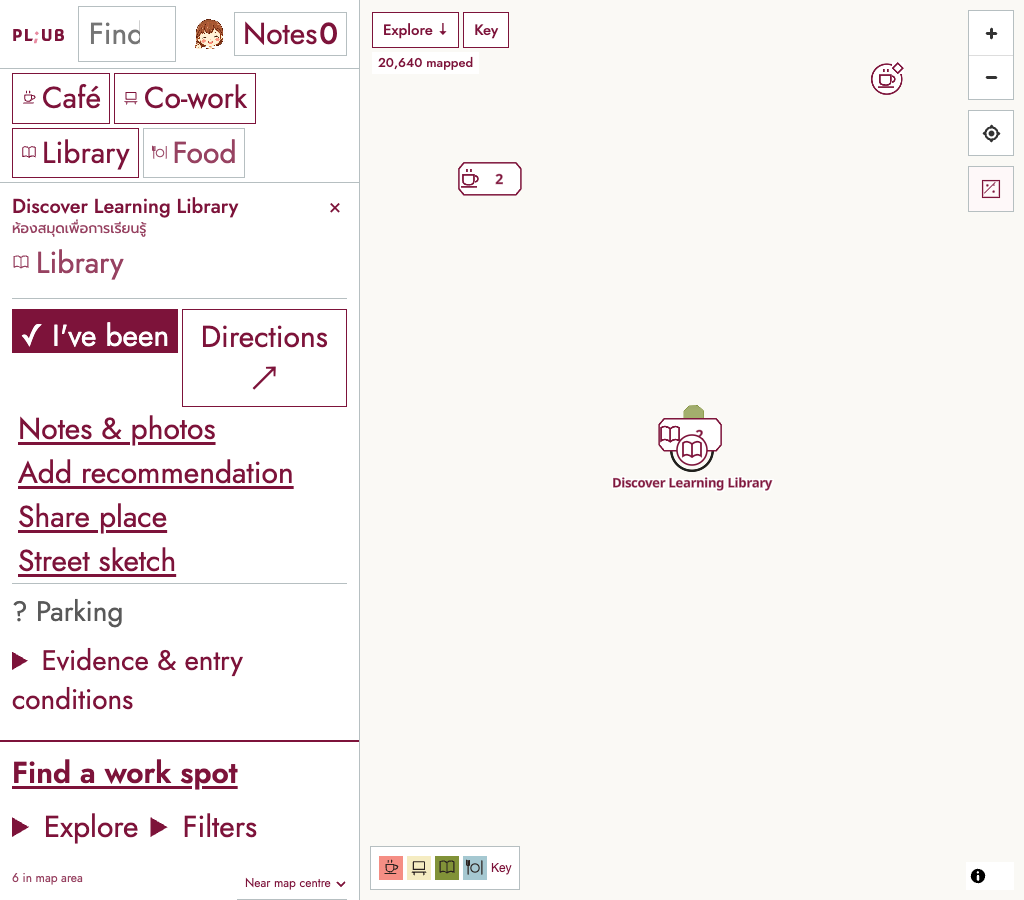 PL;UB
Find
Notes 0
Café
Co-work
Library
Food
Discover Learning Library
×
ห้องสมุดเพื่อการเรียนรู้
Library
✓ I've been
Directions ↗
Notes & photos
Add recommendation
Share place
Street sketch
? Parking
▶ Evidence & entry
conditions
Find a work spot
▶ Explore ▶ Filters
6 in map area
Near map centre
Explore ↓
Key
20,640 mapped
+
−
2
2
Discover Learning Library
Key